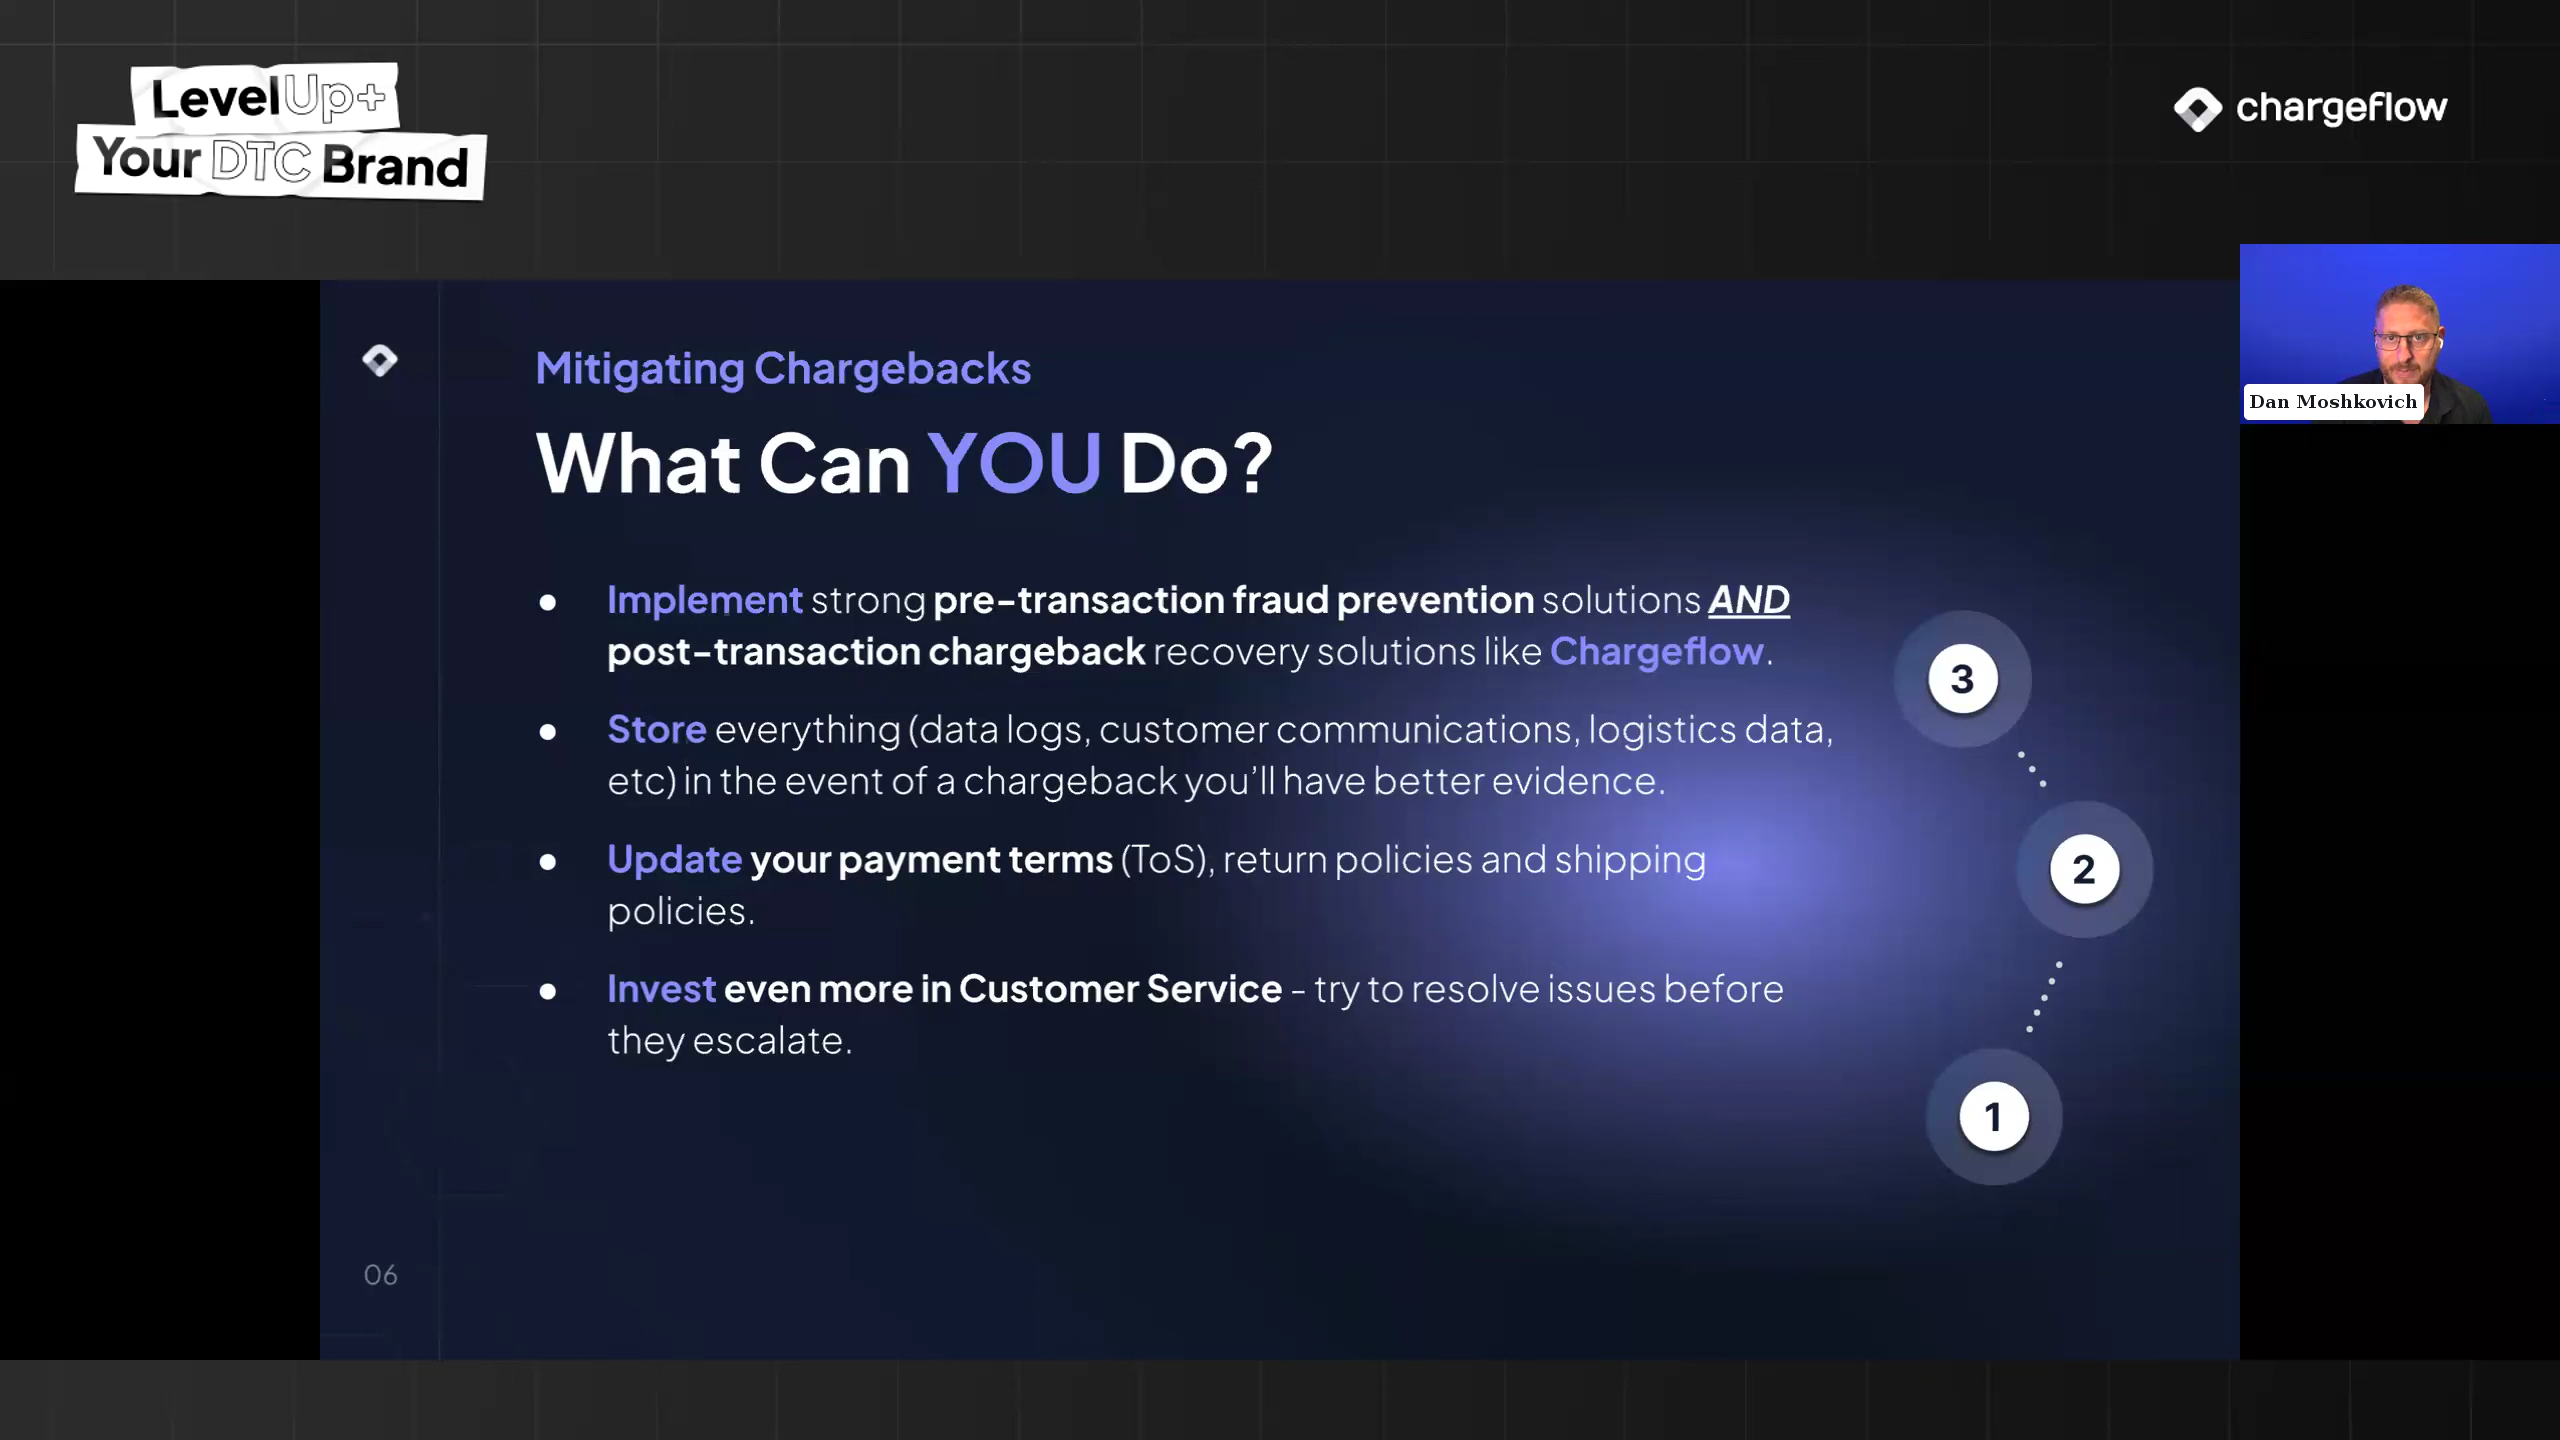 LevelUp+
Your DTC Brand
chargeflow
Dan Moshkovich
Mitigating Chargebacks
What Can YOU Do?
● Implement strong pre-transaction fraud prevention solutions AND
post-transaction chargeback recovery solutions like Chargeflow.
● Store everything (data logs, customer communications, logistics data,
etc) in the event of a chargeback you’ll have better evidence.
● Update your payment terms (ToS), return policies and shipping
policies.
● Invest even more in Customer Service - try to resolve issues before
they escalate.
3
2
1
06